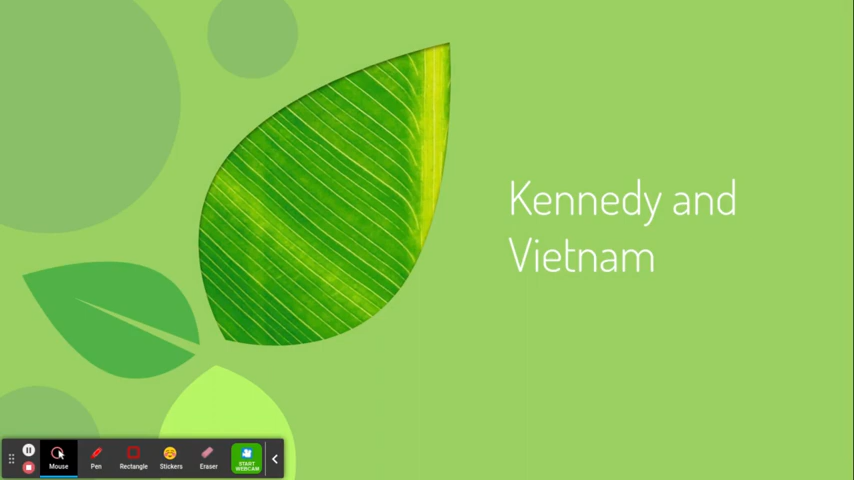 Kennedy and
Vietnam
Mouse
Pen
Rectangle
Stickers
Eraser
START
WEBCAM